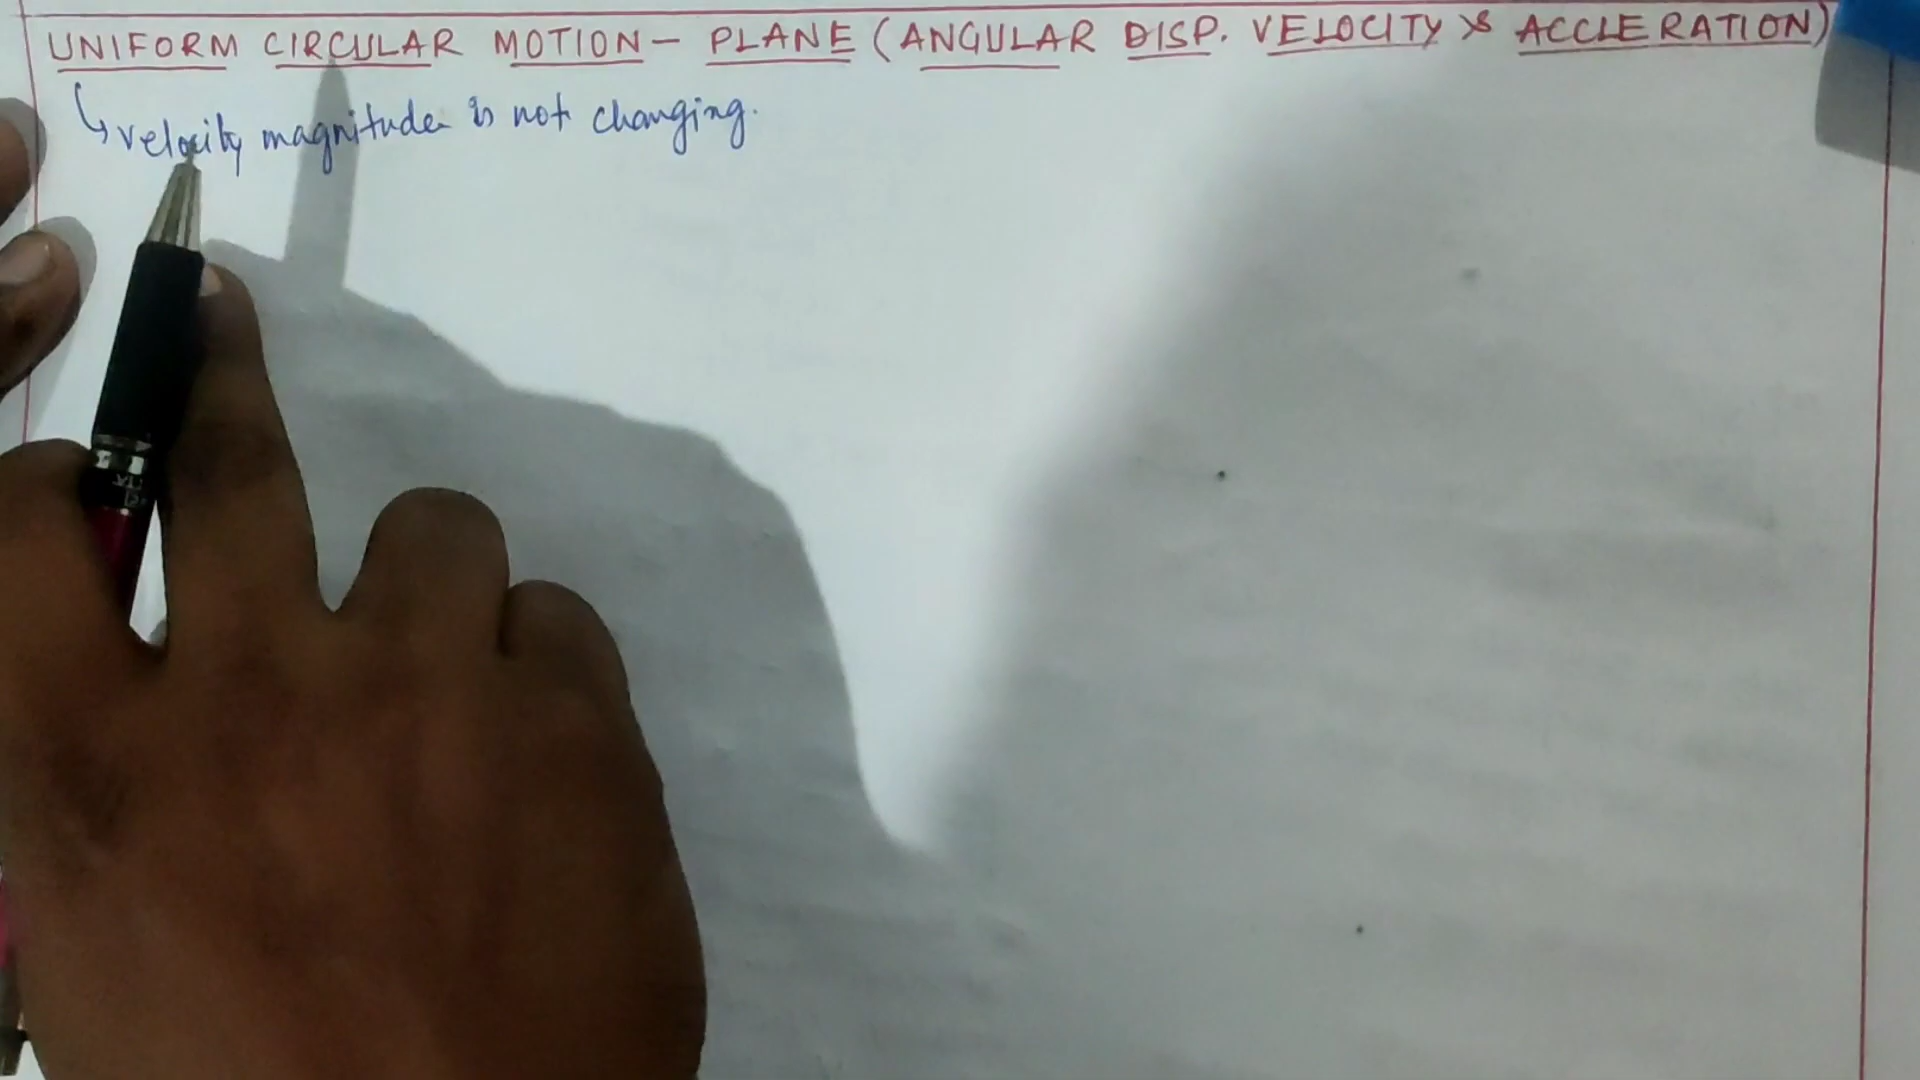 UNIFORM CIRCULAR MOTION - PLANE (ANGULAR DISP. VELOCITY & ACCLERATION)
↳ velocity magnitude is not changing.